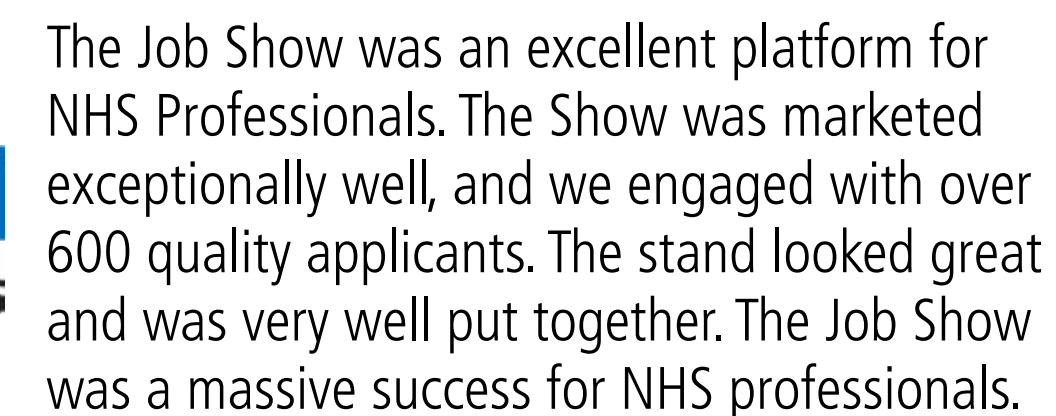 The Job Show was an excellent platform for
NHS Professionals. The Show was marketed
exceptionally well, and we engaged with over
600 quality applicants. The stand looked great
and was very well put together. The Job Show
was a massive success for NHS professionals.